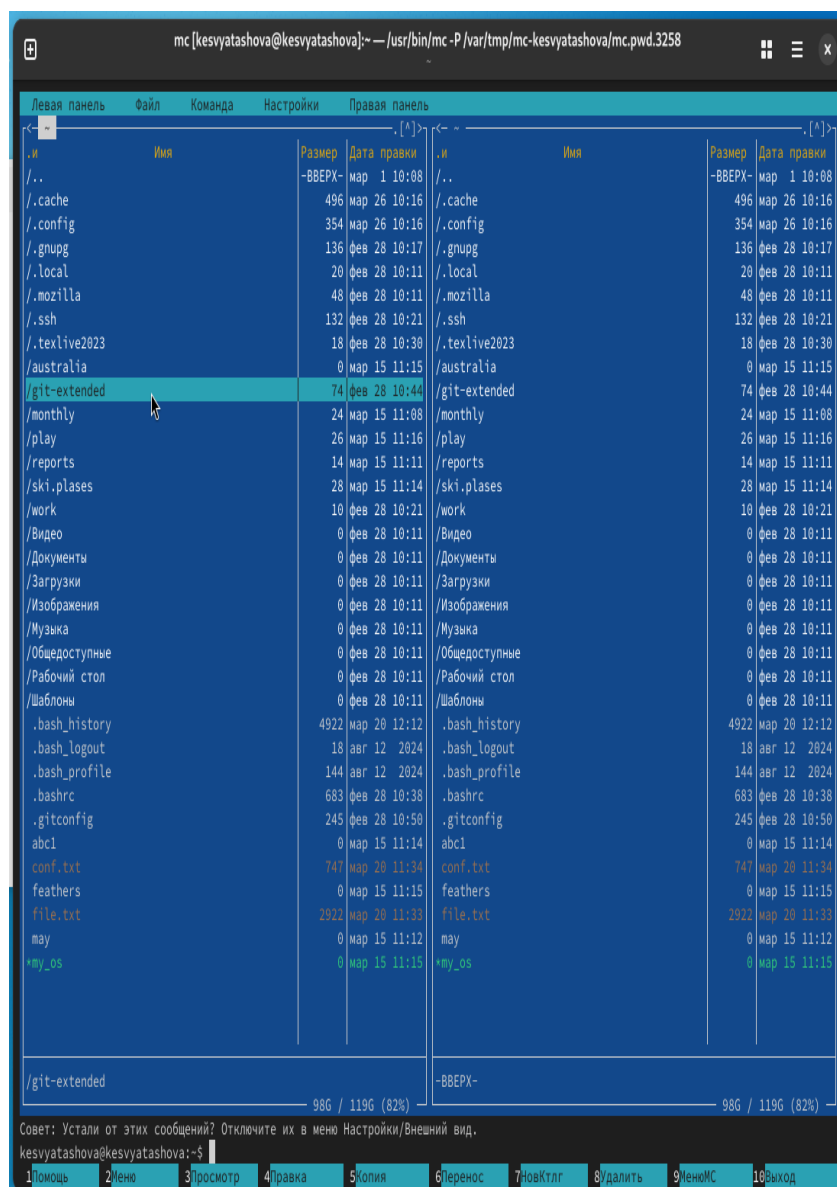 mc [kesvyatashova@kesvyatashova]:~ — /usr/bin/mc -P /var/tmp/mc-kesvyatashova/mc.pwd.3258
~
Левая панель Файл Команда Настройки Правая панель
<- ~ .[^]> <- ~ .[^]>
.и Имя Размер Дата правки .и Имя Размер Дата правки
/.. -ВВЕРХ- мар 1 10:08 /.. -ВВЕРХ- мар 1 10:08
/.cache 496 мар 26 10:16 /.cache 496 мар 26 10:16
/.config 354 мар 26 10:16 /.config 354 мар 26 10:16
/.gnupg 136 фев 28 10:17 /.gnupg 136 фев 28 10:17
/.local 20 фев 28 10:11 /.local 20 фев 28 10:11
/.mozilla 48 фев 28 10:11 /.mozilla 48 фев 28 10:11
/.ssh 132 фев 28 10:21 /.ssh 132 фев 28 10:21
/.texlive2023 18 фев 28 10:30 /.texlive2023 18 фев 28 10:30
/australia 0 мар 15 11:15 /australia 0 мар 15 11:15
/git-extended 74 фев 28 10:44 /git-extended 74 фев 28 10:44
/monthly 24 мар 15 11:08 /monthly 24 мар 15 11:08
/play 26 мар 15 11:16 /play 26 мар 15 11:16
/reports 14 мар 15 11:11 /reports 14 мар 15 11:11
/ski.plases 28 мар 15 11:14 /ski.plases 28 мар 15 11:14
/work 10 фев 28 10:21 /work 10 фев 28 10:21
/Видео 0 фев 28 10:11 /Видео 0 фев 28 10:11
/Документы 0 фев 28 10:11 /Документы 0 фев 28 10:11
/Загрузки 0 фев 28 10:11 /Загрузки 0 фев 28 10:11
/Изображения 0 фев 28 10:11 /Изображения 0 фев 28 10:11
/Музыка 0 фев 28 10:11 /Музыка 0 фев 28 10:11
/Общедоступные 0 фев 28 10:11 /Общедоступные 0 фев 28 10:11
/Рабочий стол 0 фев 28 10:11 /Рабочий стол 0 фев 28 10:11
/Шаблоны 0 фев 28 10:11 /Шаблоны 0 фев 28 10:11
.bash_history 4922 мар 20 12:12 .bash_history 4922 мар 20 12:12
.bash_logout 18 авг 12 2024 .bash_logout 18 авг 12 2024
.bash_profile 144 авг 12 2024 .bash_profile 144 авг 12 2024
.bashrc 683 фев 28 10:38 .bashrc 683 фев 28 10:38
.gitconfig 245 фев 28 10:50 .gitconfig 245 фев 28 10:50
abc1 0 мар 15 11:14 abc1 0 мар 15 11:14
conf.txt 747 мар 20 11:34 conf.txt 747 мар 20 11:34
feathers 0 мар 15 11:15 feathers 0 мар 15 11:15
file.txt 2922 мар 20 11:33 file.txt 2922 мар 20 11:33
may 0 мар 15 11:12 may 0 мар 15 11:12
*my_os 0 мар 15 11:15 *my_os 0 мар 15 11:15
/git-extended -ВВЕРХ-
98G / 119G (82%) 98G / 119G (82%)
Совет: Устали от этих сообщений? Отключите их в меню Настройки/Внешний вид.
kesvyatashova@kesvyatashova:~$
1Помощь 2Меню 3Просмотр 4Правка 5Копия 6Перенос 7НовКтлг 8Удалить 9МенюМС 10Выход